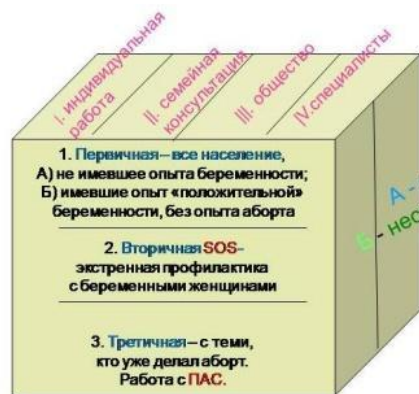 I. индивидуальная
работа
II. семейная
консультация
III. общество
IV.специалисты
1. Первичная – все население,
А) не имевшее опыта беременности;
Б) имевшие опыт «положительной»
беременности, без опыта аборта
2. Вторичная SOS–
экстренная профилактика
с беременными женщинами
3. Третичная – с теми,
кто уже делал аборт.
Работа с ПАС.
А -
Б - нес